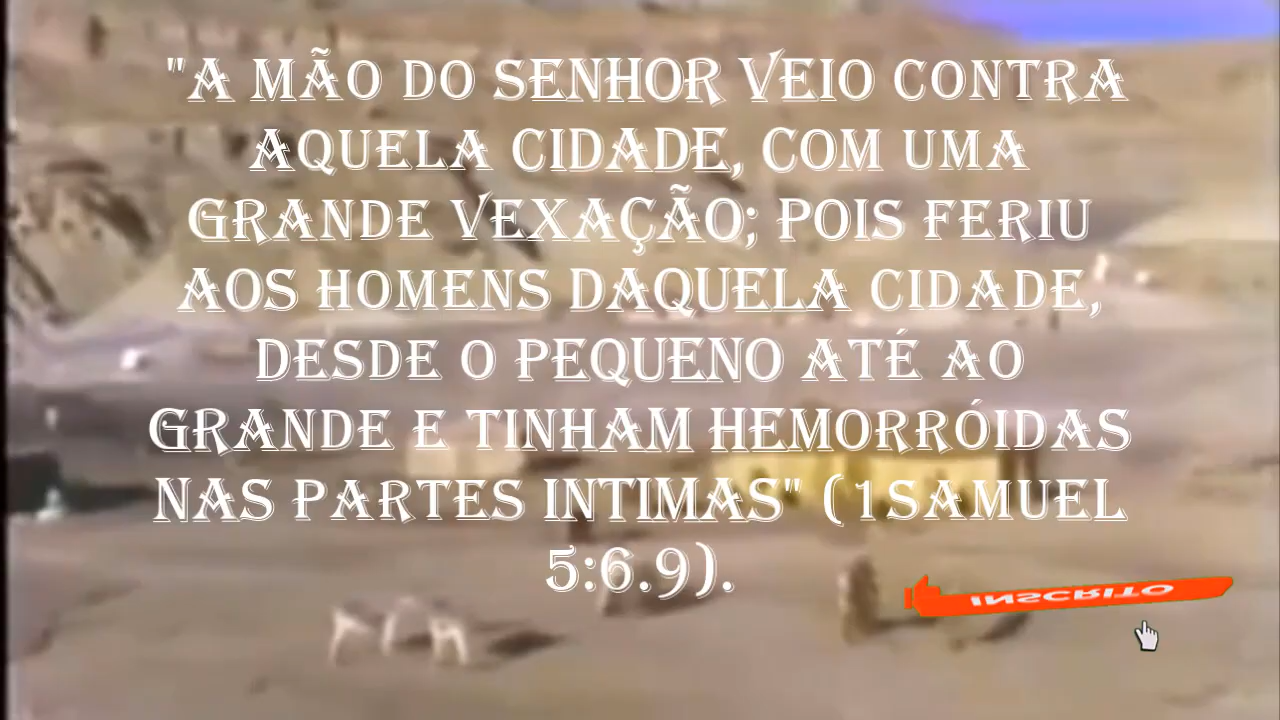 "A MÃO DO SENHOR VEIO CONTRA
AQUELA CIDADE, COM UMA
GRANDE VEXAÇÃO; POIS FERIU
AOS HOMENS DAQUELA CIDADE,
DESDE O PEQUENO ATÉ AO
GRANDE E TINHAM HEMORRÓIDAS
NAS PARTES INTIMAS" (1SAMUEL
5:6.9).
INSCRITO